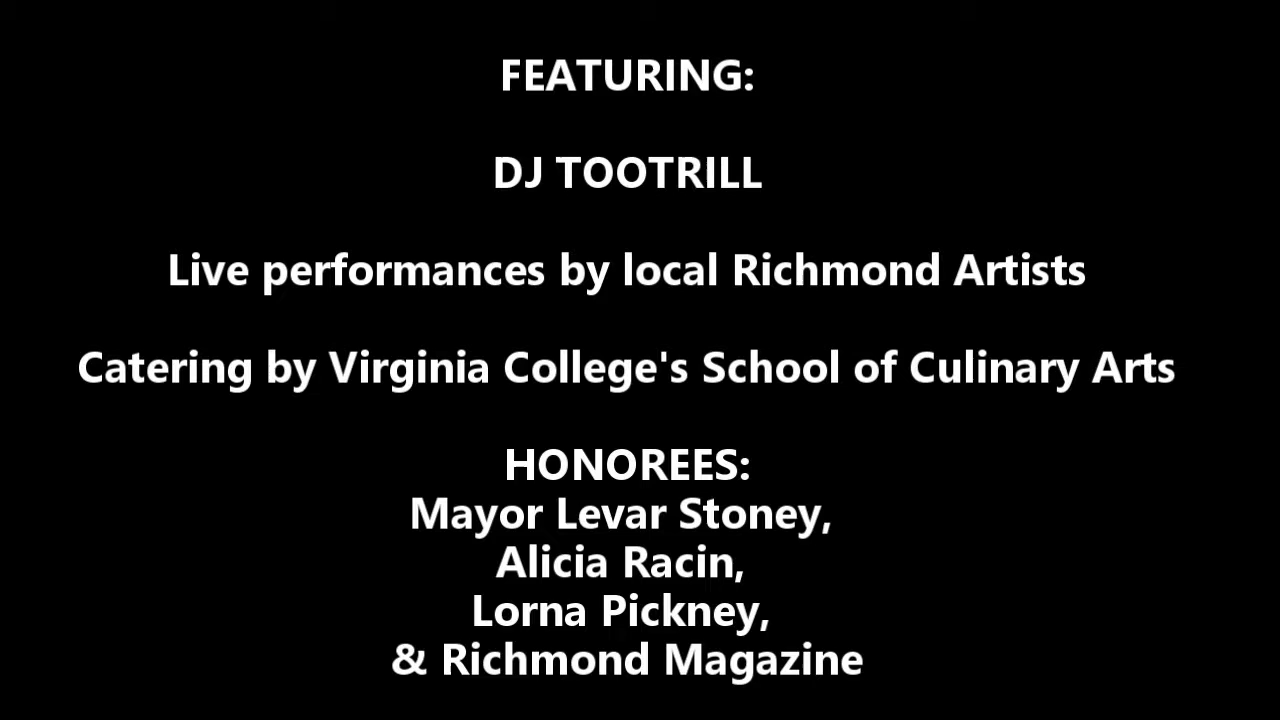 FEATURING:
DJ TOOTRILL
Live performances by local Richmond Artists
Catering by Virginia College's School of Culinary Arts
HONOREES:
Mayor Levar Stoney,
Alicia Racin,
Lorna Pickney,
& Richmond Magazine